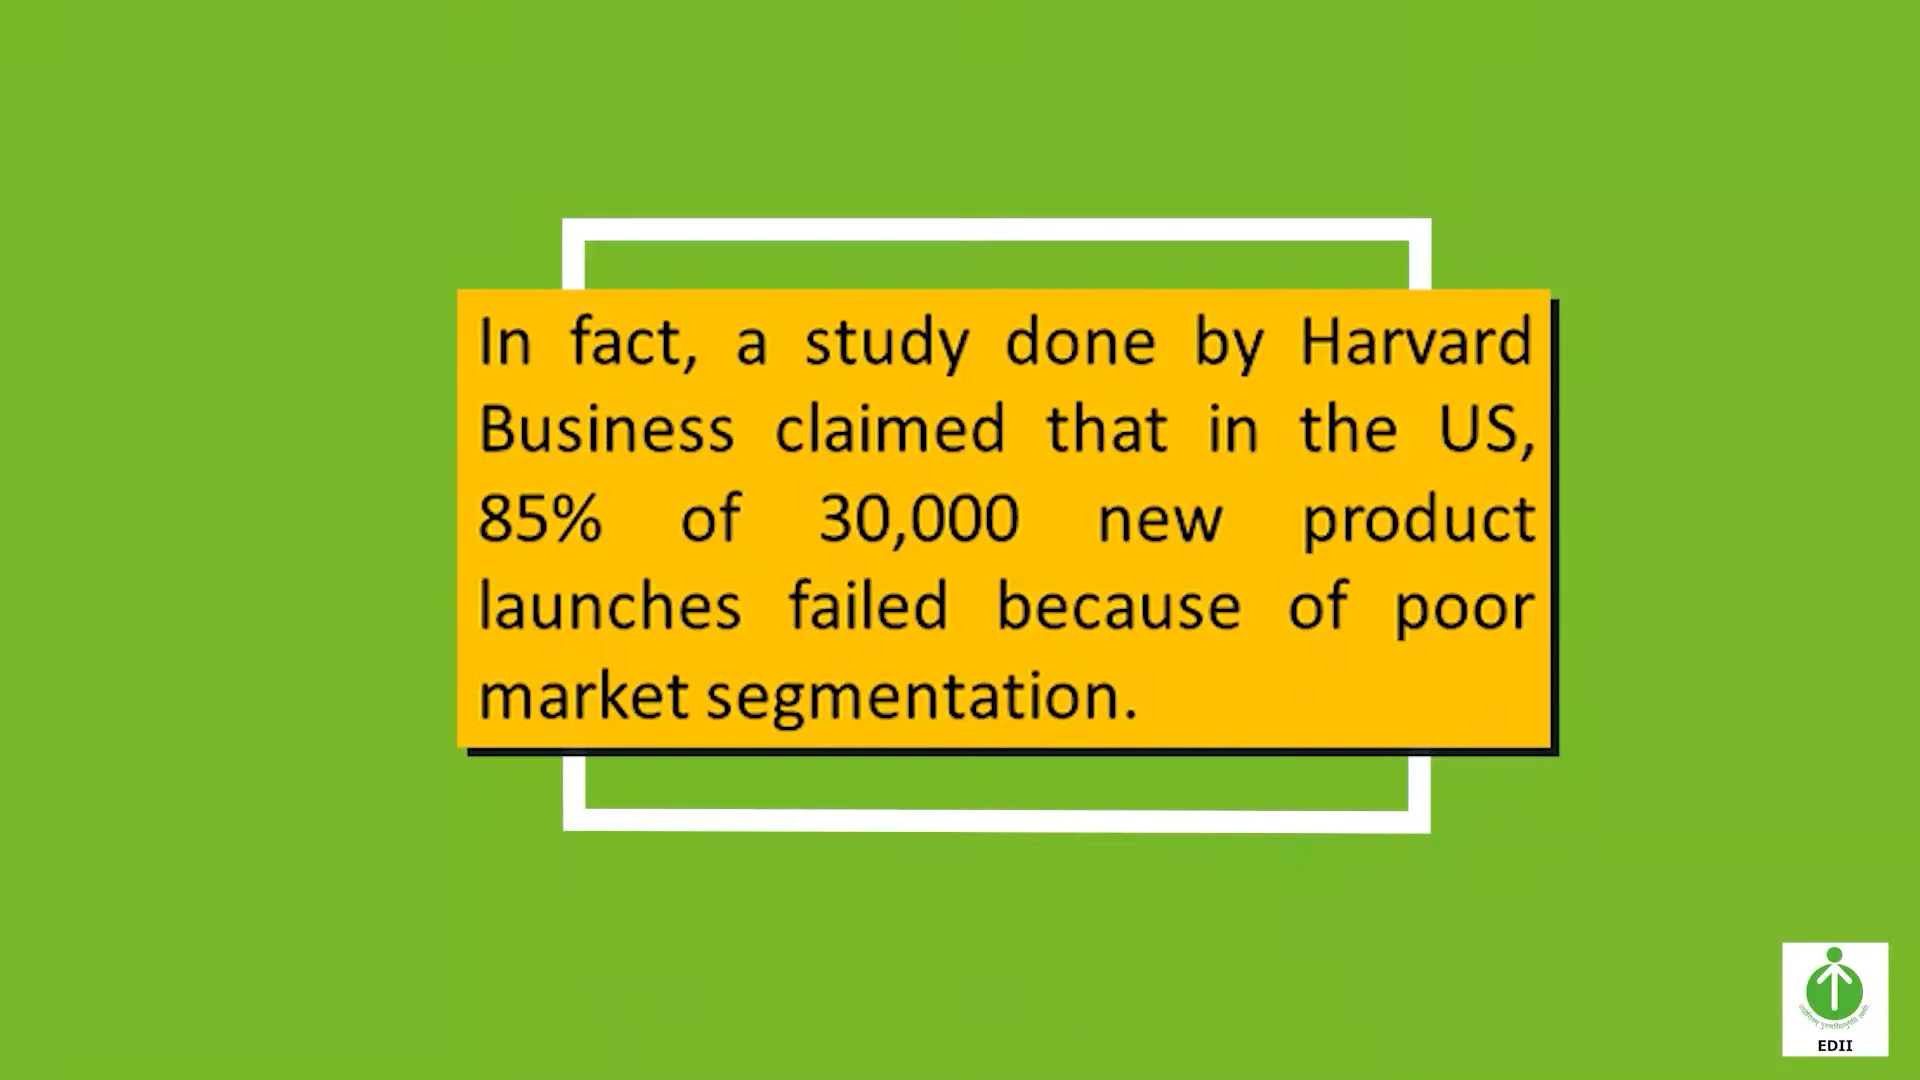 In fact, a study done by Harvard
Business claimed that in the US,
85% of 30,000 new product
launches failed because of poor
market segmentation.
EDII